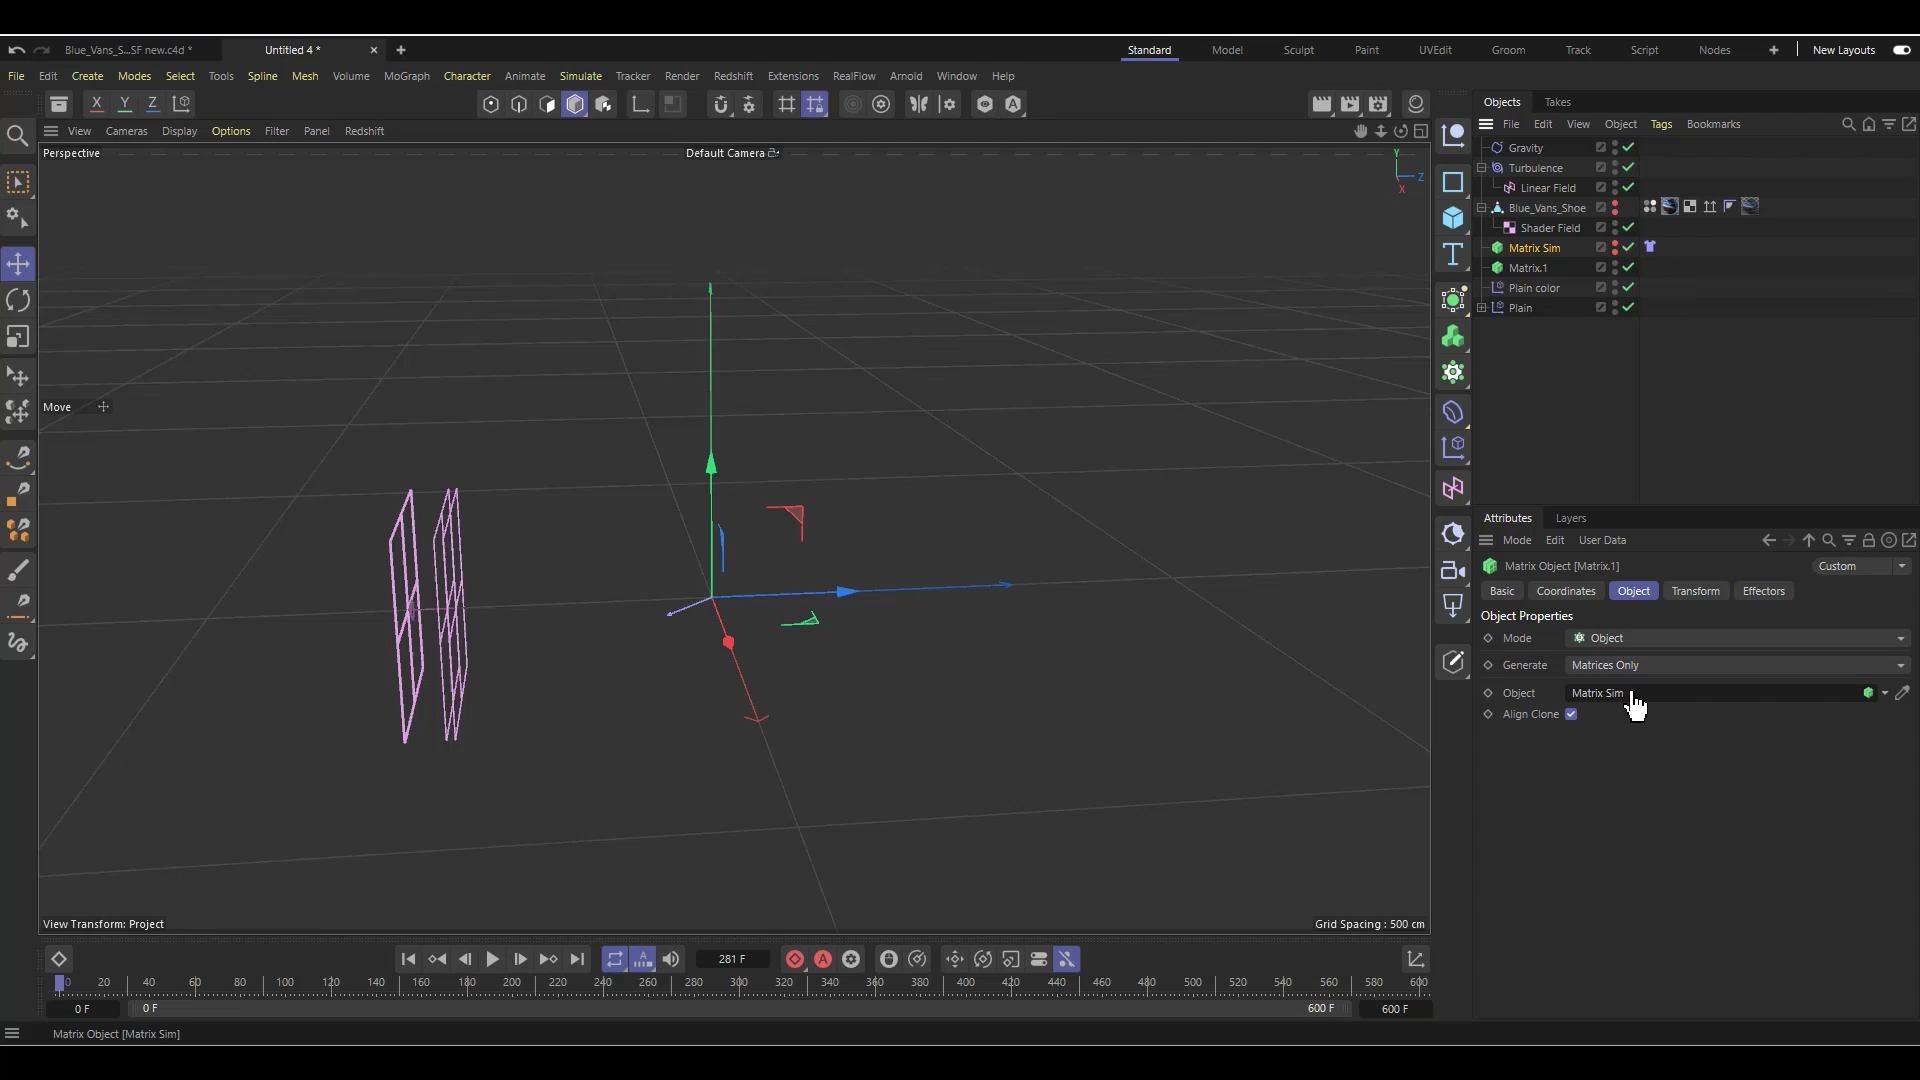 Blue_Vans_S...SF new.c4d *
Untitled 4 *
Standard
Model
Sculpt
Paint
UVEdit
Groom
Track
Script
Nodes
New Layouts
File Edit Create Modes Select Tools Spline Mesh Volume MoGraph Character Animate Simulate Tracker Render Redshift Extensions RealFlow Arnold Window Help
X Y Z
Objects Takes
View Cameras Display Options Filter Panel Redshift
File Edit View Object Tags Bookmarks
Perspective
Default Camera
Y
Z
X
Gravity
Turbulence
Linear Field
Blue_Vans_Shoe
Shader Field
Matrix Sim
Matrix.1
Plain color
Plain
Move
Attributes Layers
Mode Edit User Data
Matrix Object [Matrix.1]
Custom
Basic Coordinates Object Transform Effectors
Object Properties
Mode Object
Generate Matrices Only
Object Matrix Sim
Align Clone
View Transform: Project
Grid Spacing : 500 cm
281 F
0 20 40 60 80 100 120 140 160 180 200 220 240 260 280 300 320 340 360 380 400 420 440 460 480 500 520 540 560 580 600
0 F
0 F
600 F
600 F
Matrix Object [Matrix Sim]